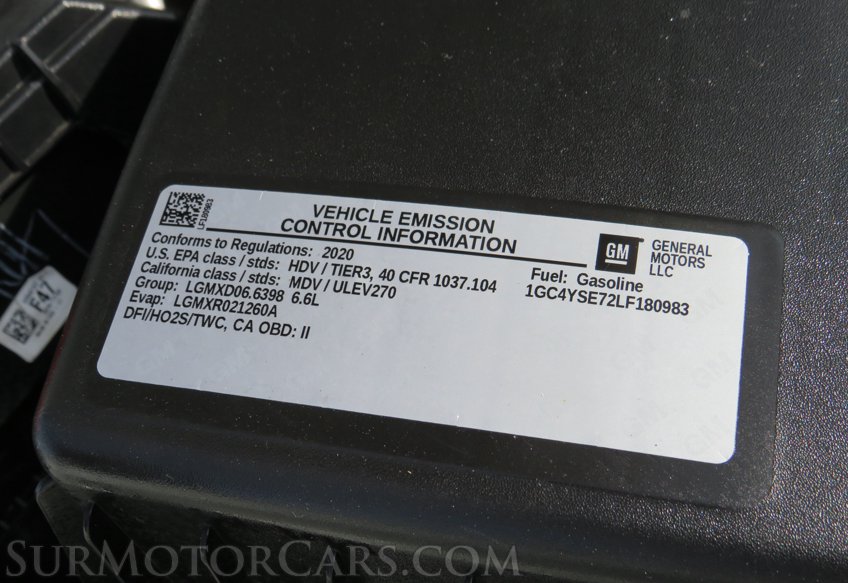 LF180983
VEHICLE EMISSION
CONTROL INFORMATION
GM
GENERAL
MOTORS
LLC
Conforms to Regulations: 2020
U.S. EPA class / stds: HDV / TIER3, 40 CFR 1037.104
Fuel: Gasoline
California class / stds: MDV / ULEV270
1GC4YSE72LF180983
Group: LGMXD06.6398 6.6L
Evap: LGMXR021260A
DFI/HO2S/TWC, CA OBD: II
F47
SurMotorCars.com